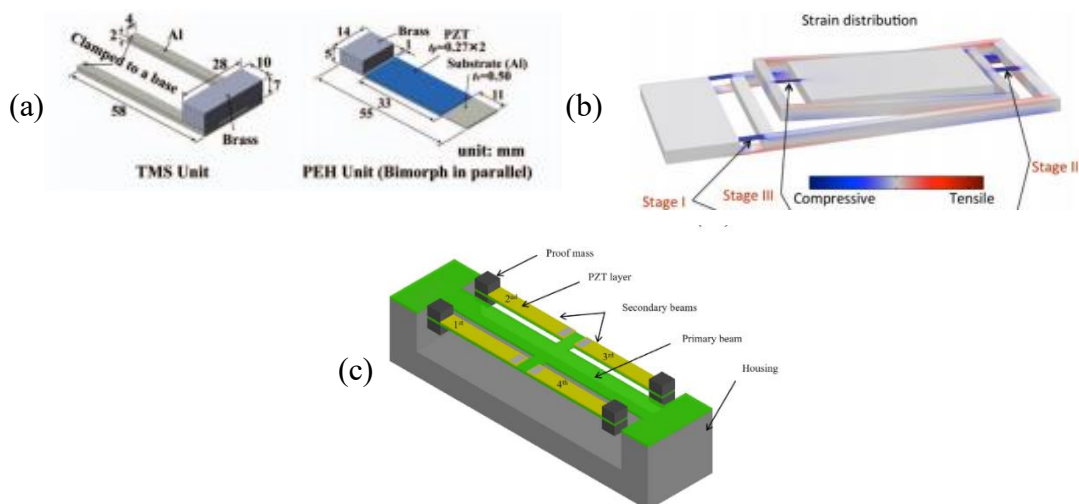 (a)
4
2
Al
Clamped to a base
28
10
7
58
Brass
TMS Unit
14
Brass
5
1
PZT
tp=0.27×2
Substrate (Al)
11
33
55
unit: mm
PEH Unit (Bimorph in parallel)
(b)
Strain distribution
Stage I
Stage III
Stage II
Compressive
Tensile
(c)
Proof mass
PZT layer
2nd
Secondary beams
1st
3rd
Primary beam
4th
Housing